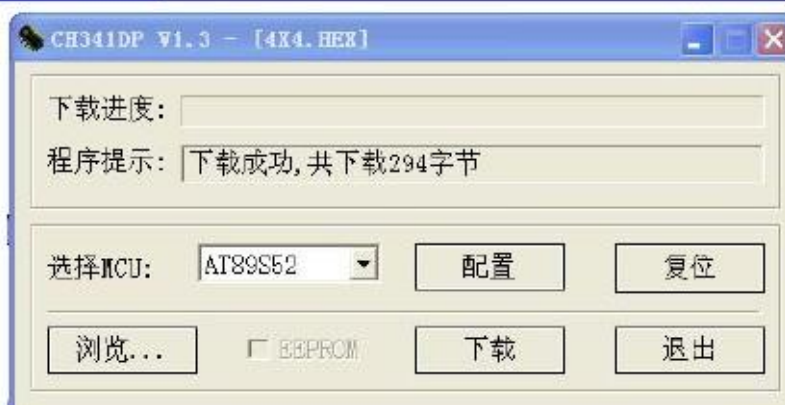 CH341DP V1.3 - [4X4.HEX]
下载进度:
程序提示: 下载成功,共下载294字节
选择MCU: AT89S52 配置 复位
浏览... EEPROM 下载 退出